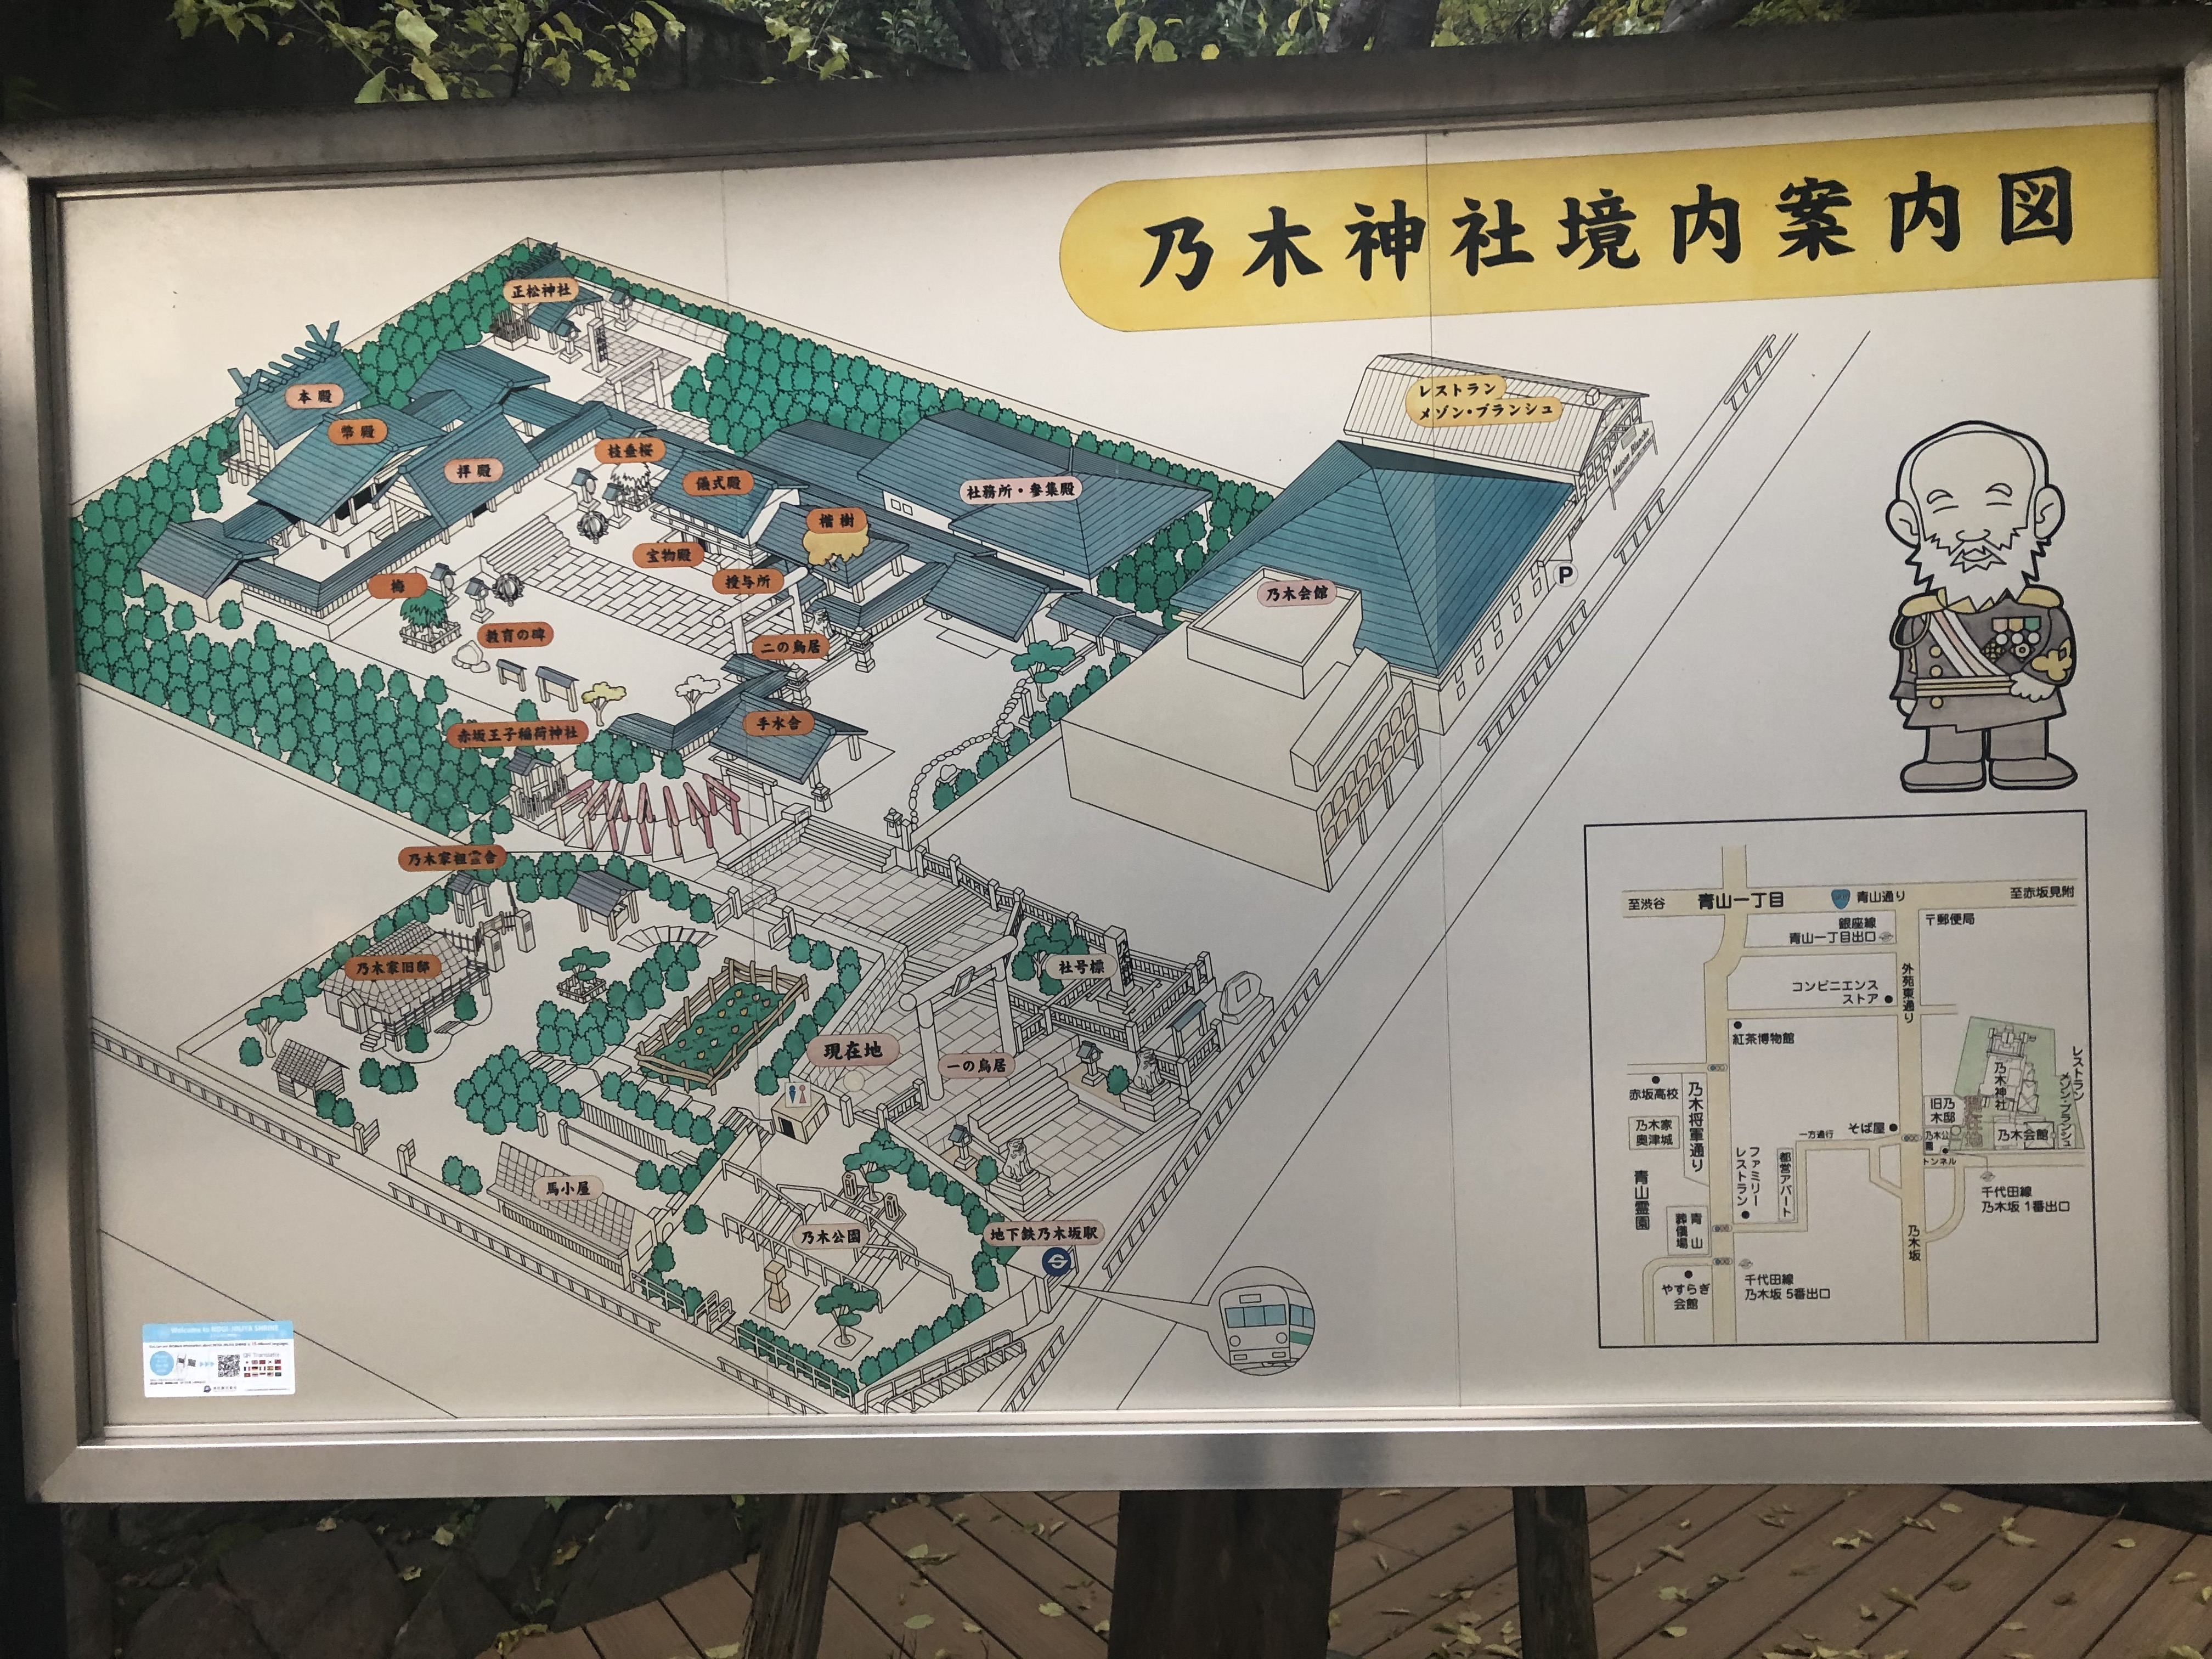 乃木神社境内案内図
正松神社
本殿
幣殿
拝殿
枝垂桜
儀式殿
社務所・参集殿
レストラン
メゾン・ブランシュ
Maison Blanche
楷樹
宝物殿
授与所
梅
教育の碑
二の鳥居
乃木会館
P
赤坂王子稲荷神社
手水舎
乃木家祖霊舎
乃木家旧邸
社号標
現在地
一の鳥居
馬小屋
乃木公園
地下鉄乃木坂駅
至渋谷
青山一丁目
青山通り
至赤坂見附
銀座線
青山一丁目出口
〒郵便局
外苑東通り
コンビニエンス
ストア
紅茶博物館
赤坂高校
乃木将軍通り
乃木家
奥津城
青山霊園
ファミリー
レストラン
都営アパート
一方通行
そば屋
旧乃
木邸
乃木公園
現在地
乃木神社
乃木会館
レストラン
メゾン・ブランシュ
トンネル
千代田線
乃木坂 1番出口
乃木坂
青山
葬儀場
やすらぎ
会館
千代田線
乃木坂 5番出口
Welcome to NOGI-JINJYA SHRINE
QR Translator